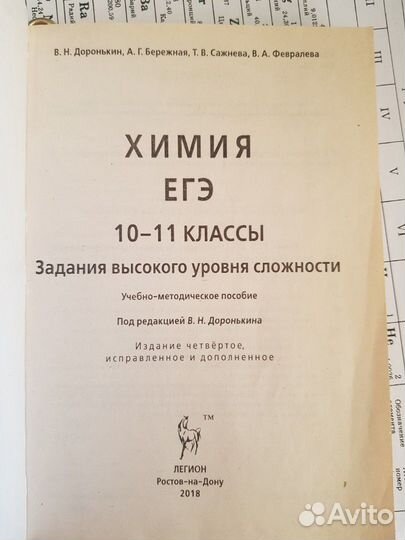 В. Н. Доронькин, А. Г. Бережная, Т. В. Сажнева, В. А. Февралева
ХИМИЯ
ЕГЭ
10–11 КЛАССЫ
Задания высокого уровня сложности
Учебно-методическое пособие
Под редакцией В. Н. Доронькина
Издание четвёртое,
исправленное и дополненное
TM
ЛЕГИОН
Ростов-на-Дону
2018
Avito